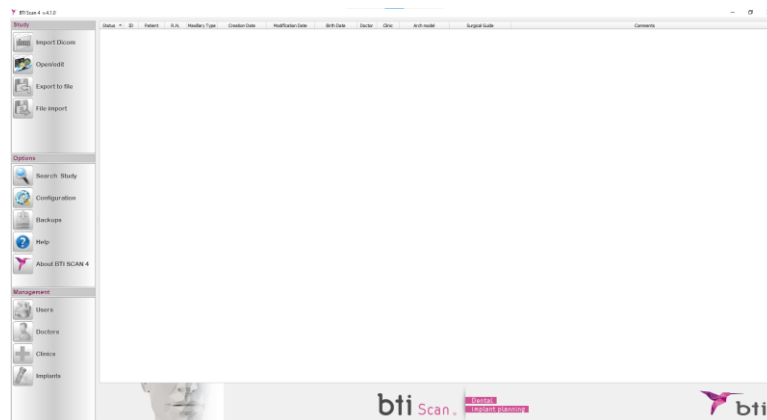 BTI Scan 4 v.4.1.0
Study
Status ID Patient R.N. Maxillary Type Creation Date Modification Date Birth Date Doctor Clinic Arch model Surgical Guide Comments
Import Dicom
Open/edit
Export to file
File import
Options
Search Study
Configuration
Backups
Help
About BTI SCAN 4
Management
Users
Doctors
Clinics
Implants
bti Scan
Dental
Implant planning
bti